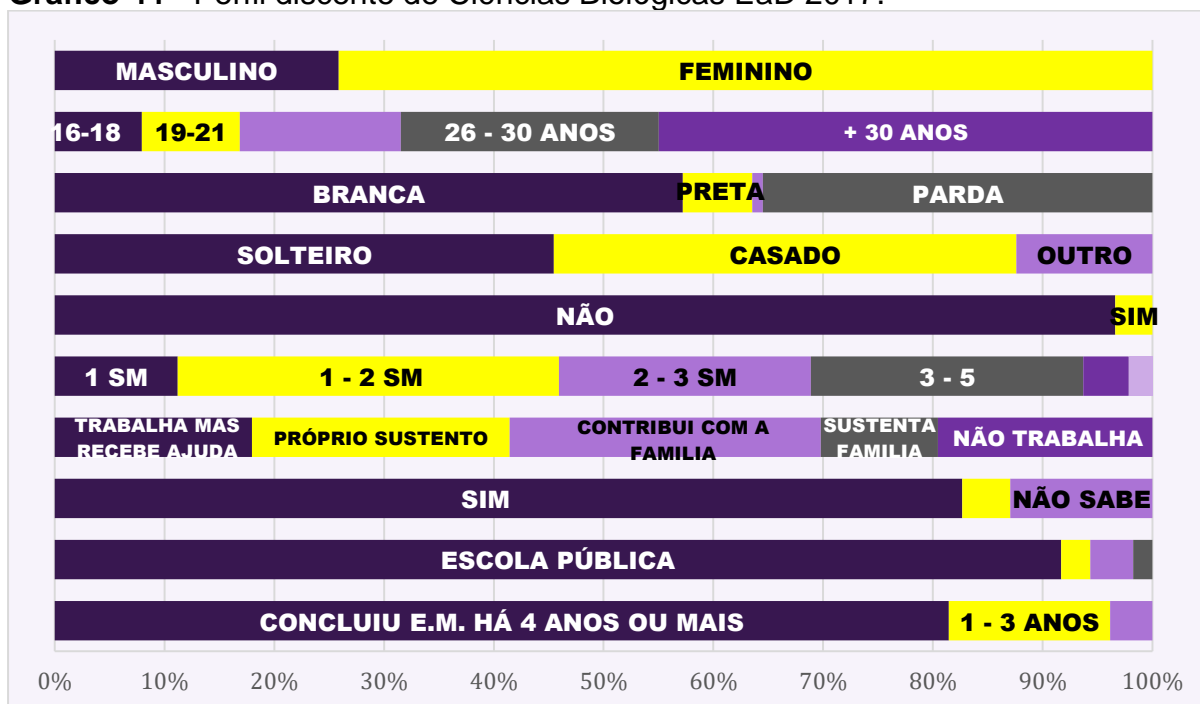 MASCULINO FEMININO
16-18 19-21 26 - 30 ANOS + 30 ANOS
BRANCA PRETA PARDA
SOLTEIRO CASADO OUTRO
NÃO SIM
1 SM 1 - 2 SM 2 - 3 SM 3 - 5
TRABALHA MAS
RECEBE AJUDA
PRÓPRIO SUSTENTO
CONTRIBUI COM A
FAMILIA
SUSTENTA
FAMILIA
NÃO TRABALHA
SIM NÃO SABE
ESCOLA PÚBLICA
CONCLUIU E.M. HÁ 4 ANOS OU MAIS 1 - 3 ANOS
0% 10% 20% 30% 40% 50% 60% 70% 80% 90% 100%